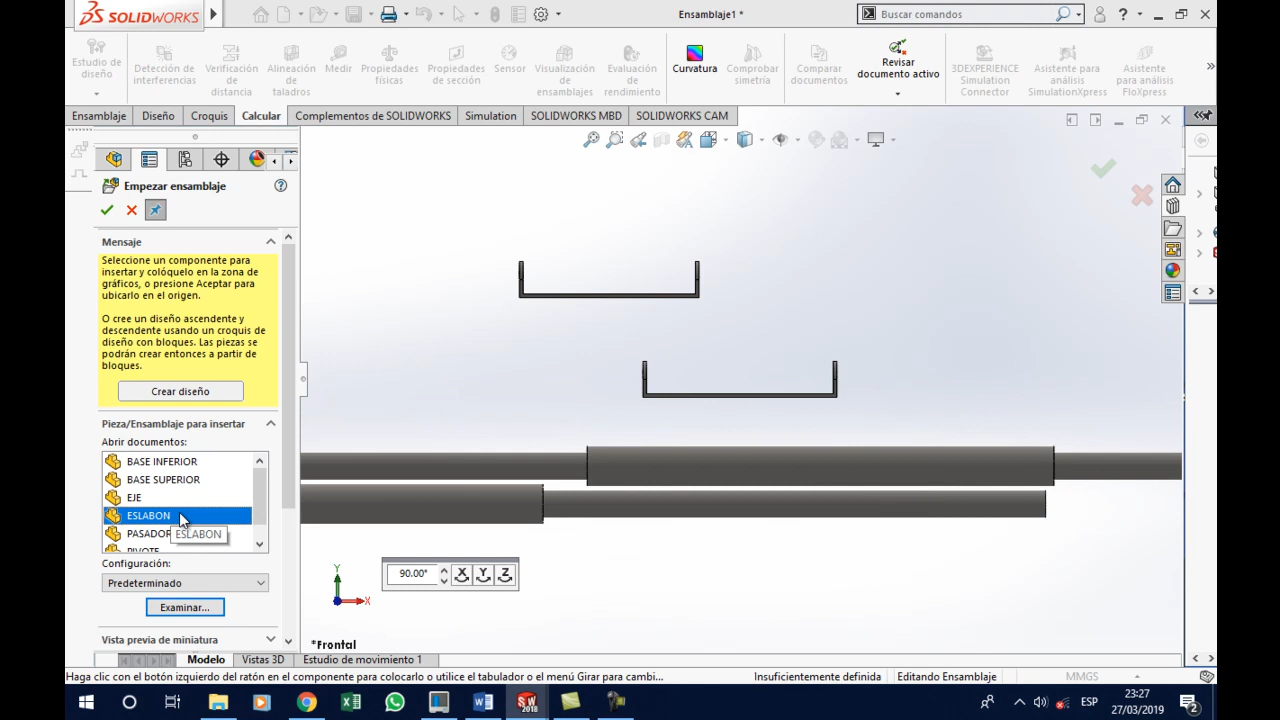 SOLIDWORKS
Ensamblaje1 *
Buscar comandos
?
Estudio de diseño
Detección de interferencias
Verificación de distancia
Alineación de taladros
Medir
Propiedades físicas
Propiedades de sección
Sensor
Visualización de ensamblajes
Evaluación de rendimiento
Curvatura
Comprobar simetría
Comparar documentos
Revisar documento activo
3DEXPERIENCE Simulation Connector
Asistente para análisis SimulationXpress
Asistente para análisis FloXpress
Ensamblaje
Diseño
Croquis
Calcular
Complementos de SOLIDWORKS
Simulation
SOLIDWORKS MBD
SOLIDWORKS CAM
Empezar ensamblaje
?
Mensaje
Seleccione un componente para
insertar y colóquelo en la zona de
gráficos, o presione Aceptar para
ubicarlo en el origen.
O cree un diseño ascendente y
descendente usando un croquis de
diseño con bloques. Las piezas se
podrán crear entonces a partir de
bloques.
Crear diseño
Pieza/Ensamblaje para insertar
Abrir documentos:
BASE INFERIOR
BASE SUPERIOR
EJE
ESLABON
PASADOR
ESLABON
PIVOTE
Configuración:
Predeterminado
Examinar...
Vista previa de miniatura
90.00°
X
Y
Z
Y
X
*Frontal
Modelo
Vistas 3D
Estudio de movimiento 1
Haga clic con el botón izquierdo del ratón en el componente para colocarlo o utilice el tabulador o el menú Girar para cambi...
Insuficientemente definida
Editando Ensamblaje
MMGS
SW
2018
ESP
23:27
27/03/2019
2